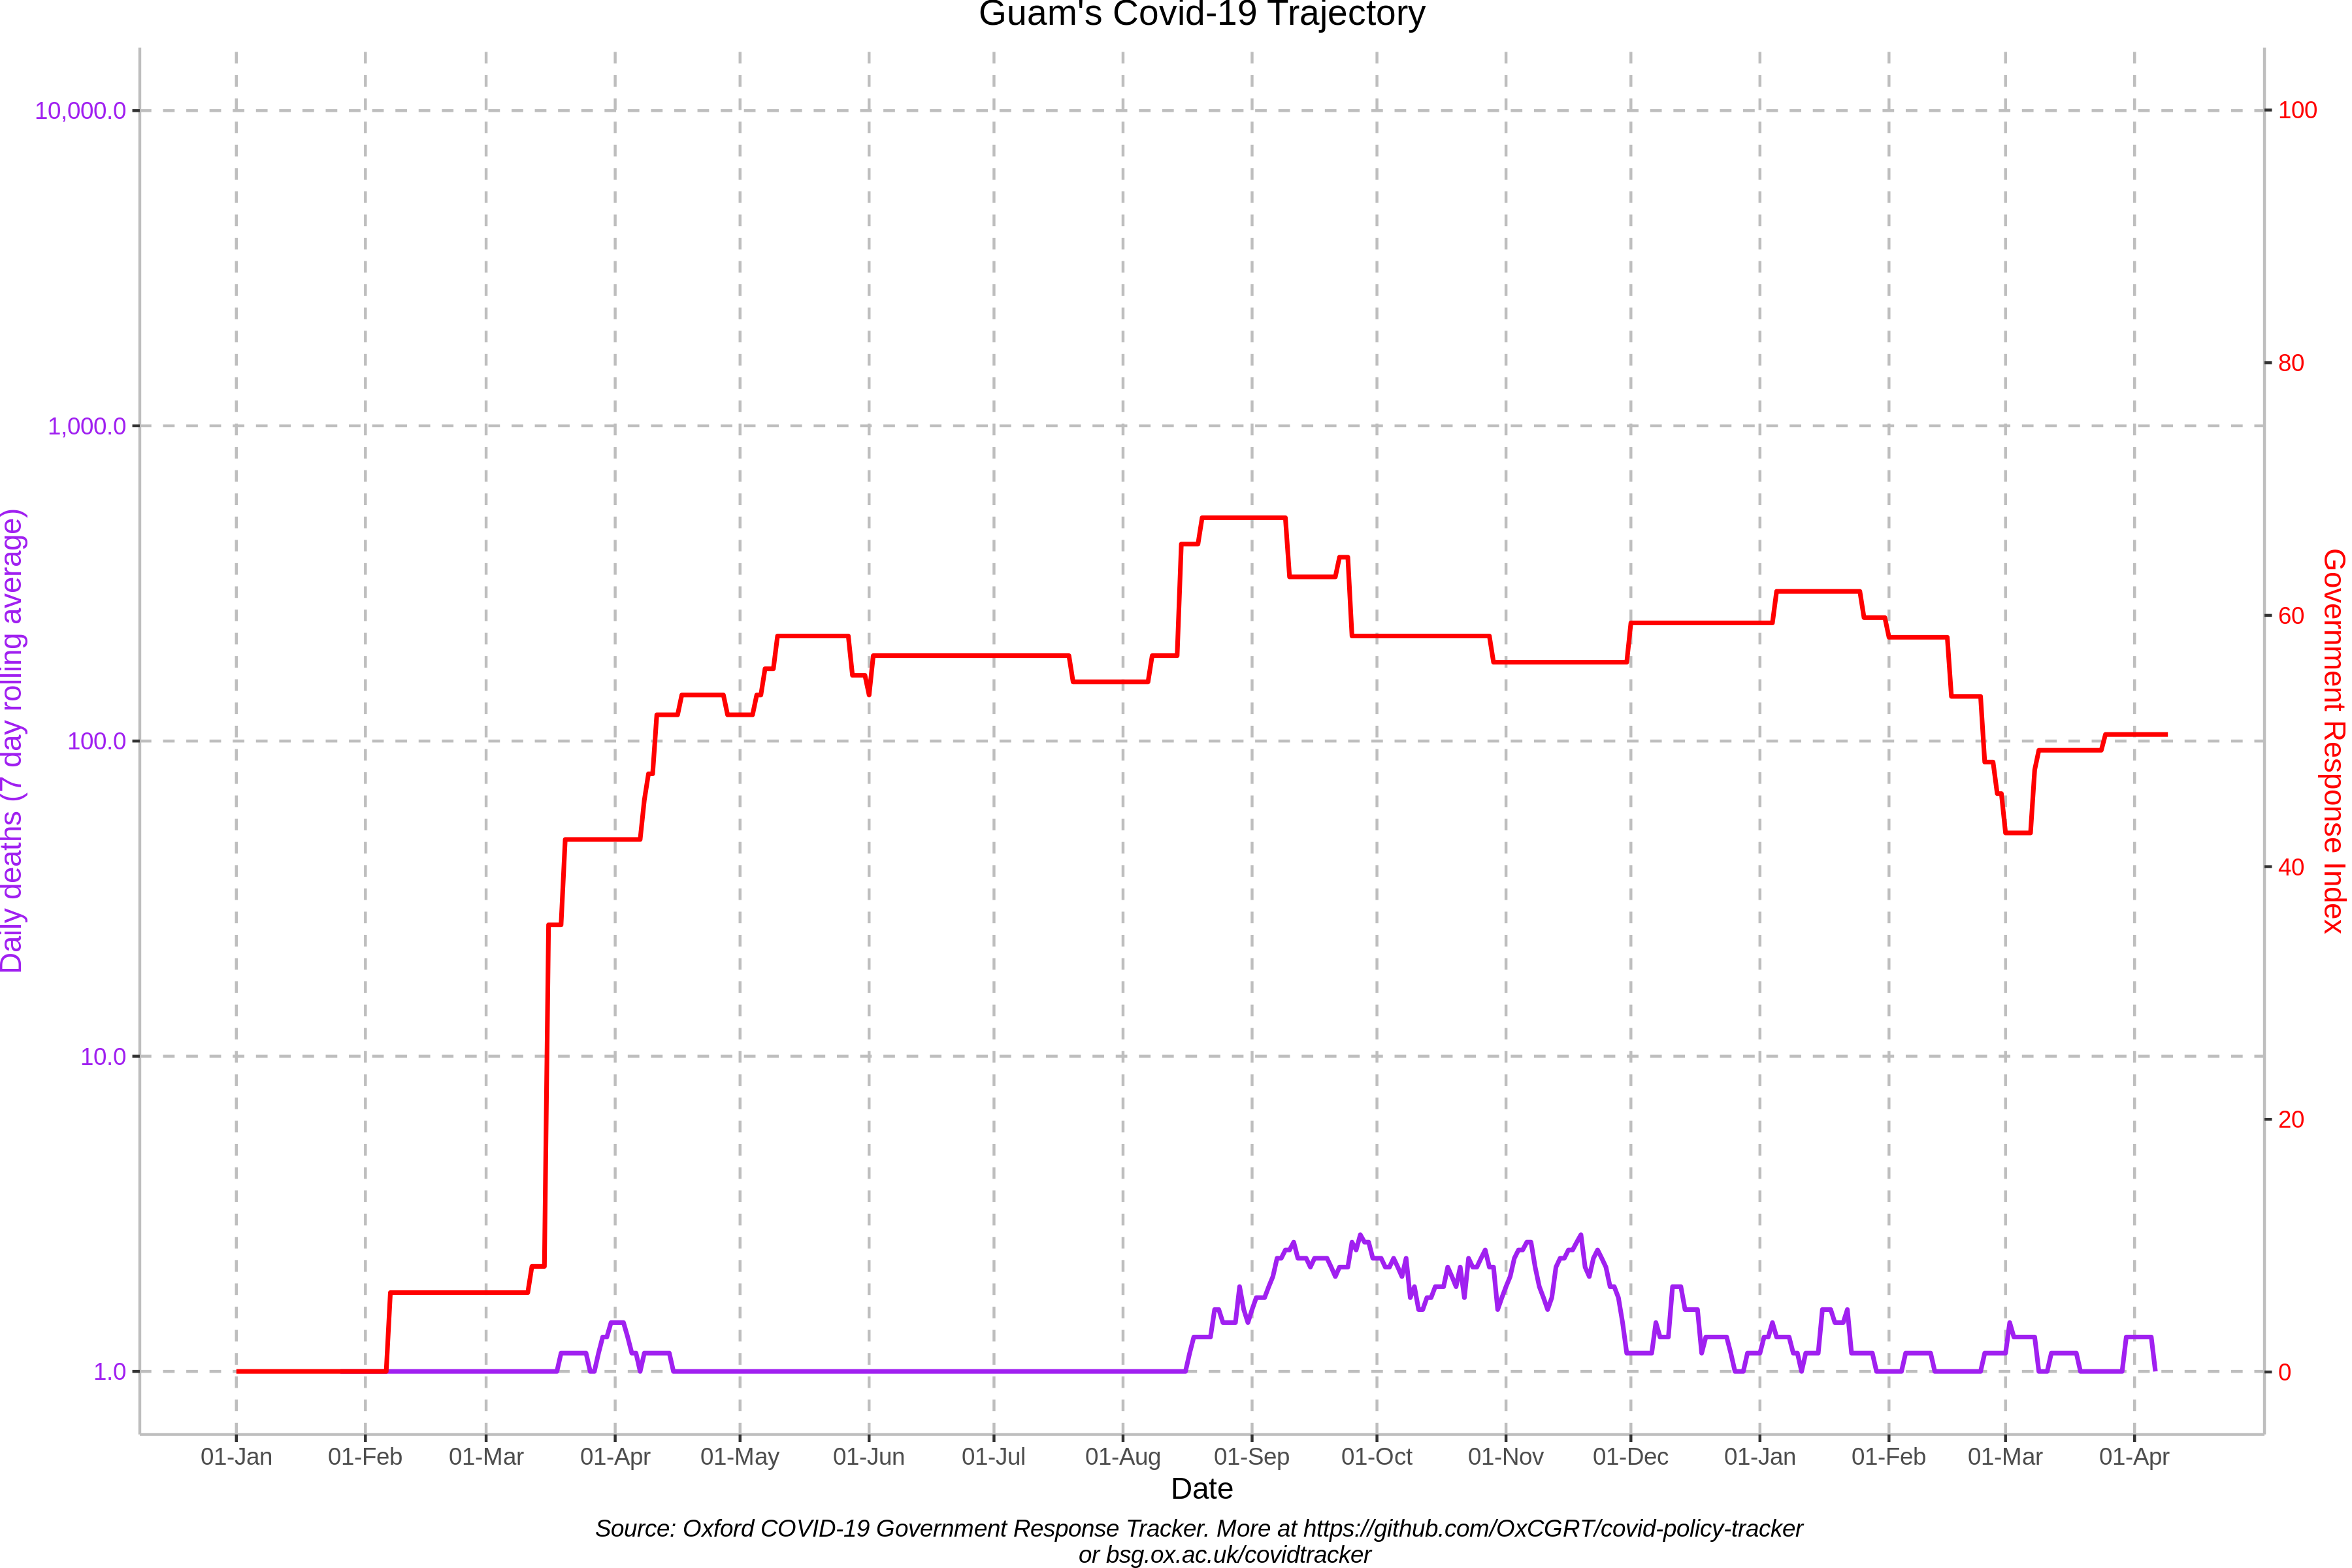 Guam's Covid-19 Trajectory
10,000.0
1,000.0
100.0
10.0
1.0
Daily deaths (7 day rolling average)
100
80
60
40
20
0
Government Response Index
01-Jan 01-Feb 01-Mar 01-Apr 01-May 01-Jun 01-Jul 01-Aug 01-Sep 01-Oct 01-Nov 01-Dec 01-Jan 01-Feb 01-Mar 01-Apr
Date
Source: Oxford COVID-19 Government Response Tracker. More at https://github.com/OxCGRT/covid-policy-tracker
or bsg.ox.ac.uk/covidtracker